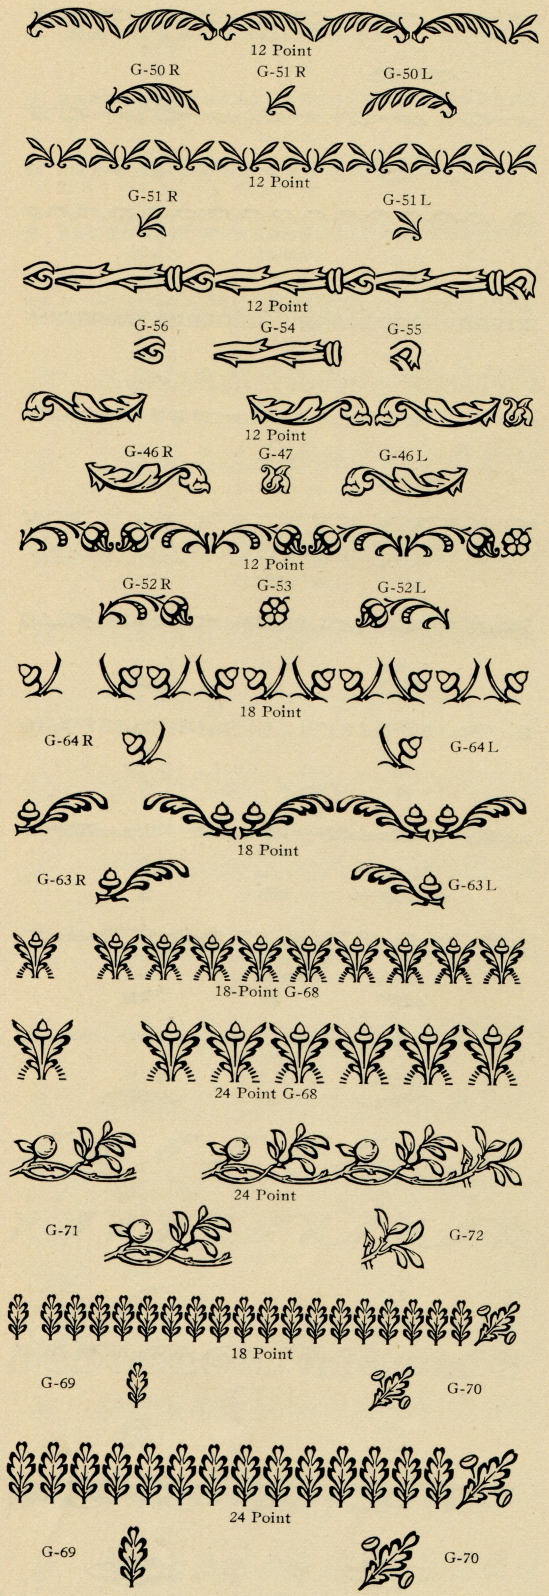 12 Point
G-50 R G-51 R G-50 L
12 Point
G-51 R G-51 L
12 Point
G-56 G-54 G-55
12 Point
G-46 R G-47 G-46 L
12 Point
G-52 R G-53 G-52 L
18 Point
G-64 R G-64 L
18 Point
G-63 R G-63 L
18-Point G-68
24 Point G-68
24 Point
G-71 G-72
18 Point
G-69 G-70
24 Point
G-69 G-70